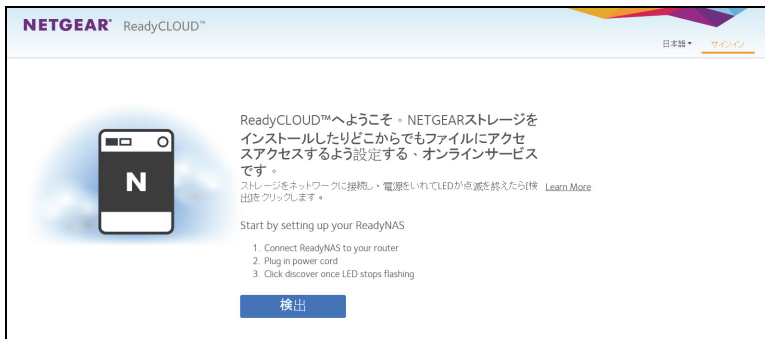 NETGEAR® ReadyCLOUD™
日本語
サインイン
ReadyCLOUD™へようこそ。NETGEARストレージを
インストールしたりどこからでもファイルにアクセ
スアクセスするよう設定する、オンラインサービス
です。
ストレージをネットワークに接続し、電源をいれてLEDが点滅を終えたら[検
出]をクリックします。
Learn More
Start by setting up your ReadyNAS
1. Connect ReadyNAS to your router
2. Plug in power cord
3. Click discover once LED stops flashing
検出
N